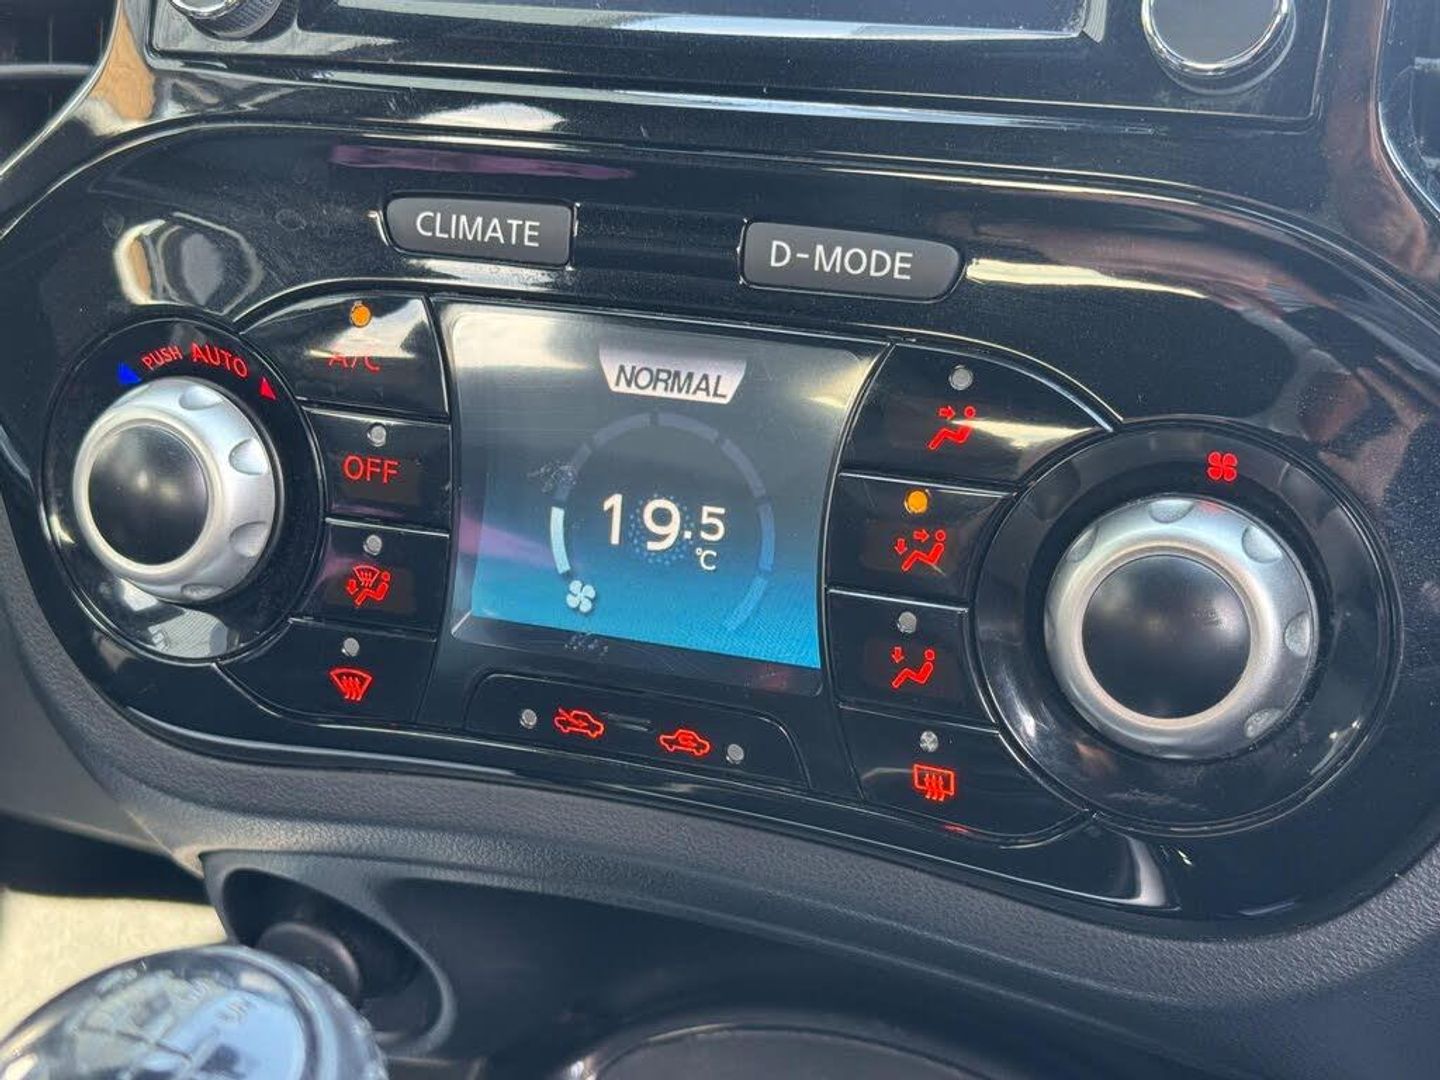 CLIMATE
D-MODE
PUSH AUTO
A/C
NORMAL
OFF
19.5
°C